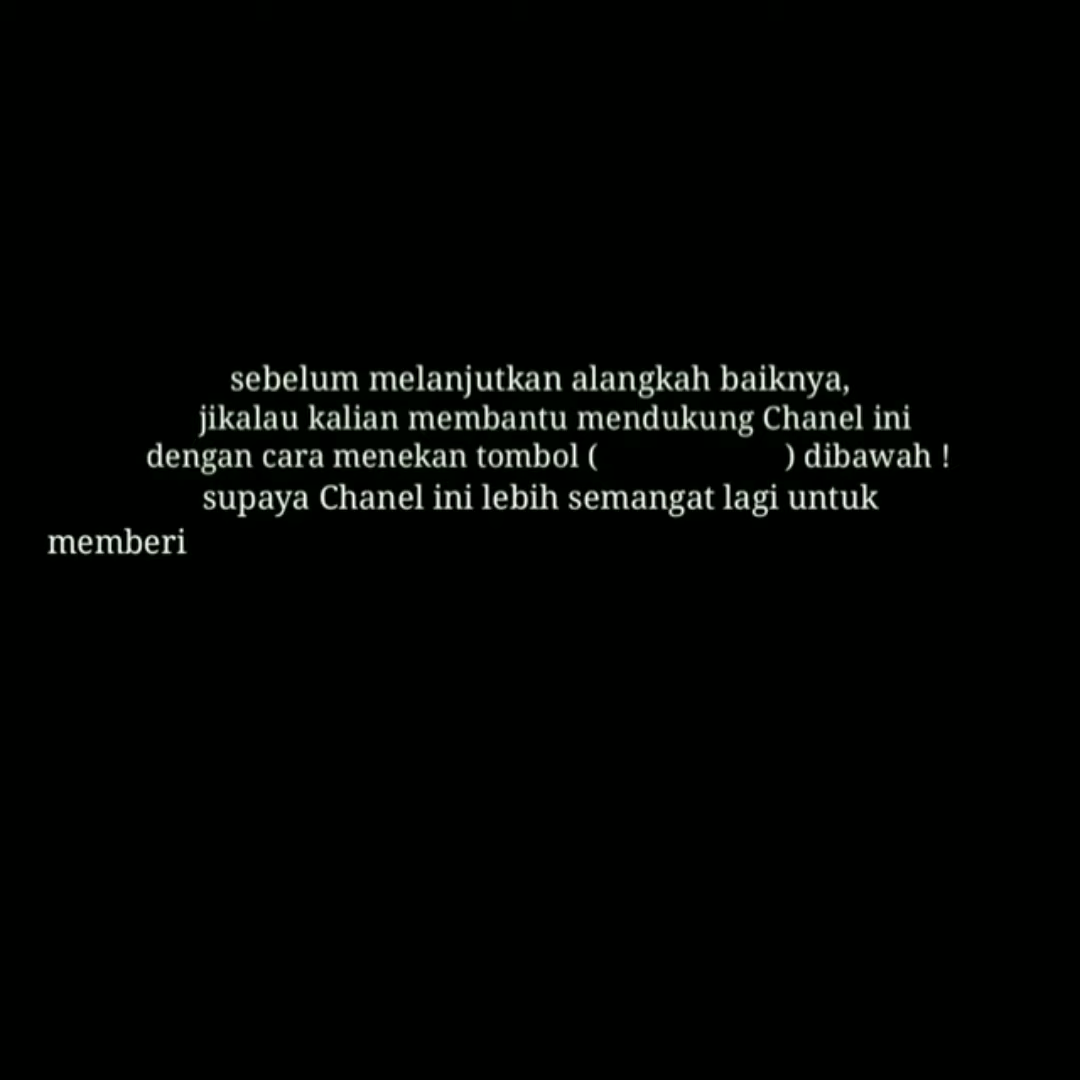 sebelum melanjutkan alangkah baiknya,
jikalau kalian membantu mendukung Chanel ini
dengan cara menekan tombol ( ) dibawah !
supaya Chanel ini lebih semangat lagi untuk
memberi